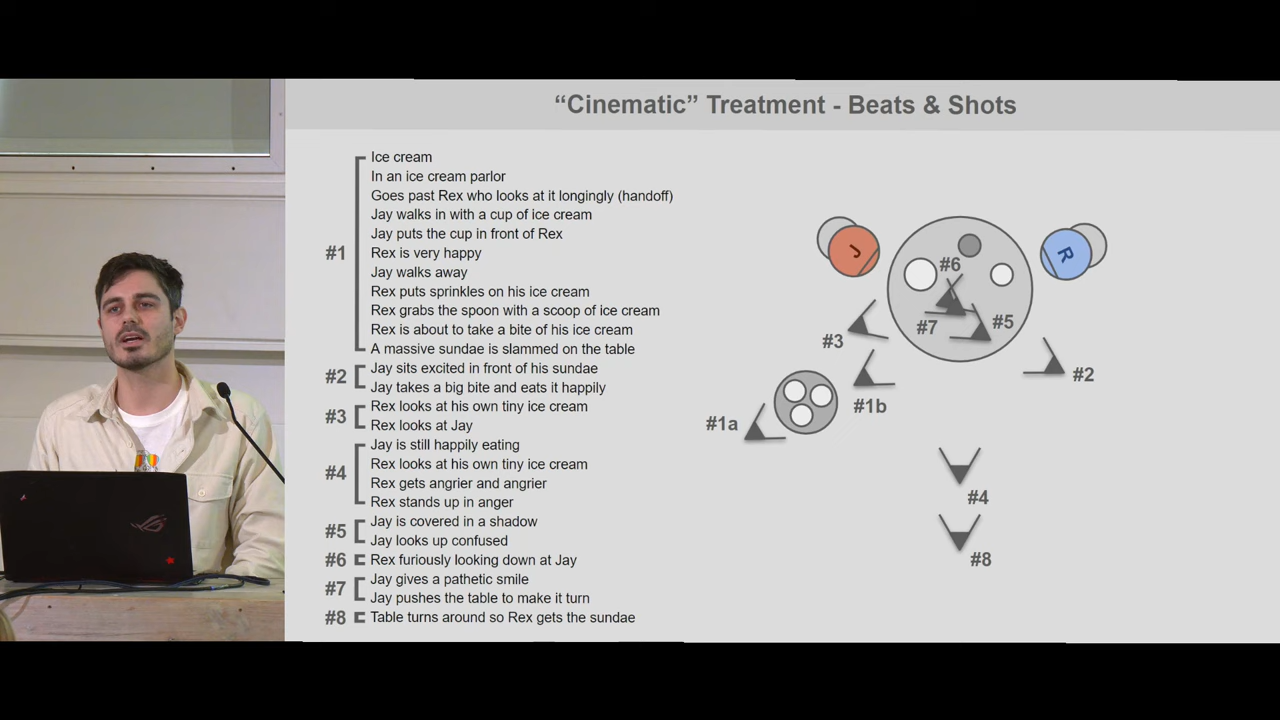 “Cinematic” Treatment - Beats & Shots
#1
Ice cream
In an ice cream parlor
Goes past Rex who looks at it longingly (handoff)
Jay walks in with a cup of ice cream
Jay puts the cup in front of Rex
Rex is very happy
Jay walks away
Rex puts sprinkles on his ice cream
Rex grabs the spoon with a scoop of ice cream
Rex is about to take a bite of his ice cream
A massive sundae is slammed on the table
#2
Jay sits excited in front of his sundae
Jay takes a big bite and eats it happily
#3
Rex looks at his own tiny ice cream
Rex looks at Jay
#4
Jay is still happily eating
Rex looks at his own tiny ice cream
Rex gets angrier and angrier
Rex stands up in anger
#5
Jay is covered in a shadow
Jay looks up confused
#6
Rex furiously looking down at Jay
#7
Jay gives a pathetic smile
Jay pushes the table to make it turn
#8
Table turns around so Rex gets the sundae
J
R
#6
#7
#5
#3
#2
#1b
#1a
#4
#8